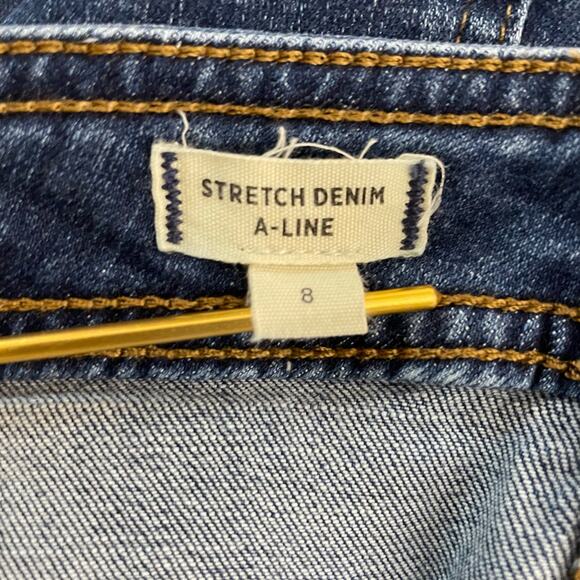 STRETCH DENIM
A-LINE
8